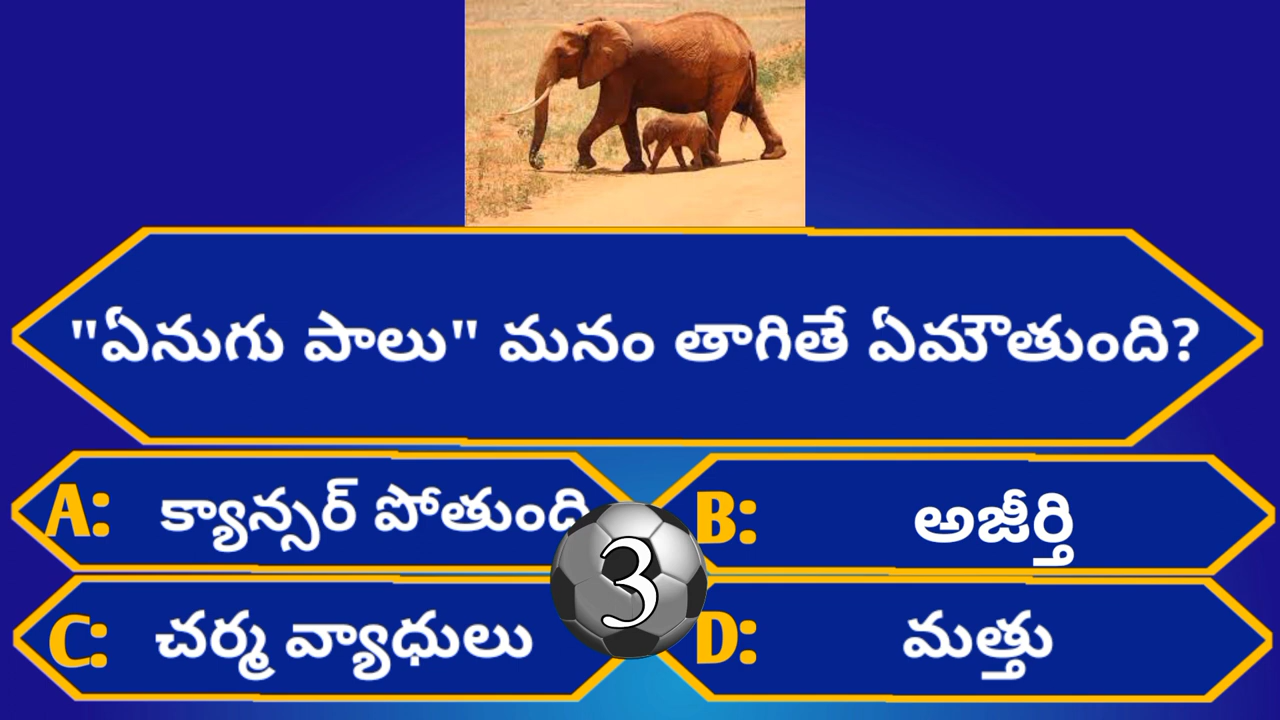 "ఏనుగు పాలు" మనం తాగితే ఏమౌతుంది?
A: క్యాన్సర్ పోతుంది
B: అజీర్తి
3
C: చర్మ వ్యాధులు
D: మత్తు